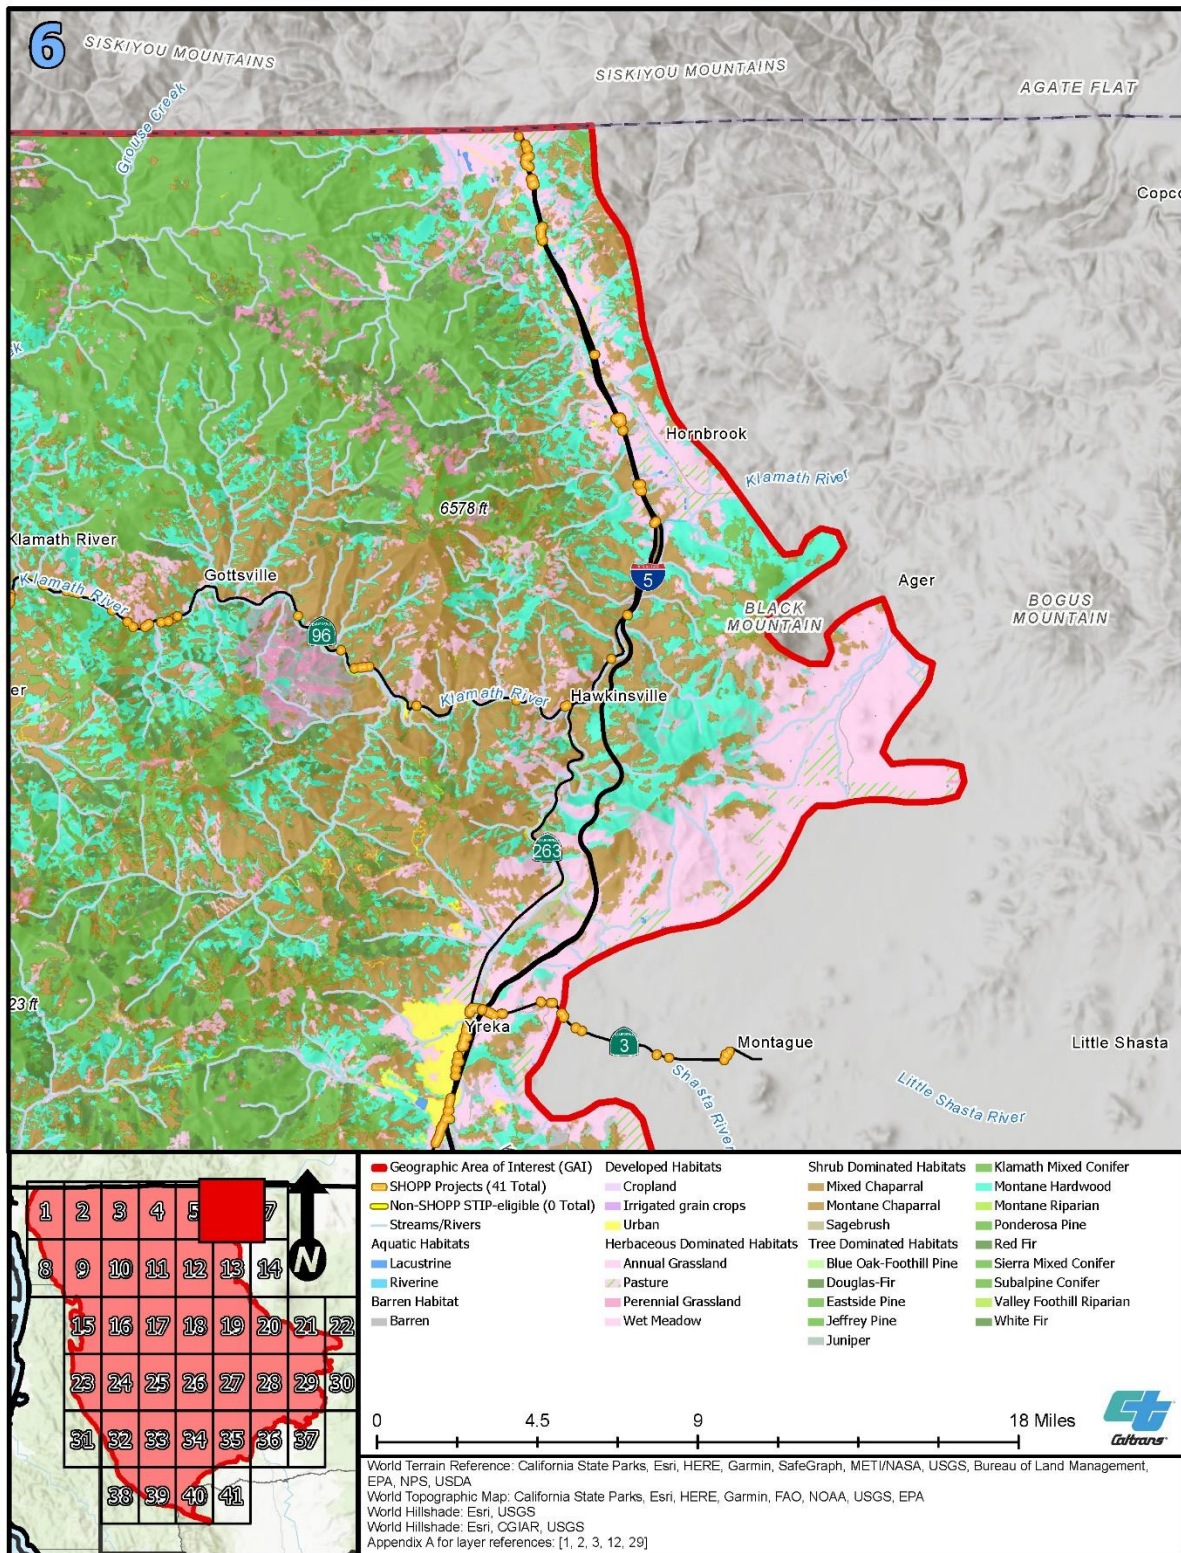 6
SISKIYOU MOUNTAINS
SISKIYOU MOUNTAINS
AGATE FLAT
Grouse Creek
Hornbrook
Klamath River
6578 ft
Klamath River
Gottsville
Klamath River
5
Ager
BLACK
MOUNTAIN
BOGUS
MOUNTAIN
96
Klamath River
Hawkinsville
263
23 ft
Yreka
3
Montague
Little Shasta
Shasta River
Little Shasta River
1 2 3 4 5 7
8 9 10 11 12 13 14
15 16 17 18 19 20 21 22
23 24 25 26 27 28 29 30
31 32 33 34 35 36 37
38 39 40 41
N
Geographic Area of Interest (GAI)
SHOPP Projects (41 Total)
Non-SHOPP STIP-eligible (0 Total)
Streams/Rivers
Aquatic Habitats
Lacustrine
Riverine
Barren Habitat
Barren
Developed Habitats
Cropland
Irrigated grain crops
Urban
Herbaceous Dominated Habitats
Annual Grassland
Pasture
Perennial Grassland
Wet Meadow
Shrub Dominated Habitats
Mixed Chaparral
Montane Chaparral
Sagebrush
Tree Dominated Habitats
Blue Oak-Foothill Pine
Douglas-Fir
Eastside Pine
Jeffrey Pine
Juniper
Klamath Mixed Conifer
Montane Hardwood
Montane Riparian
Ponderosa Pine
Red Fir
Sierra Mixed Conifer
Subalpine Conifer
Valley Foothill Riparian
White Fir
0 4.5 9 18 Miles
Caltrans
World Terrain Reference: California State Parks, Esri, HERE, Garmin, SafeGraph, METI/NASA, USGS, Bureau of Land Management,
EPA, NPS, USDA
World Topographic Map: California State Parks, Esri, HERE, Garmin, FAO, NOAA, USGS, EPA
World Hillshade: Esri, USGS
World Hillshade: Esri, CGIAR, USGS
Appendix A for layer references: [1, 2, 3, 12, 29]